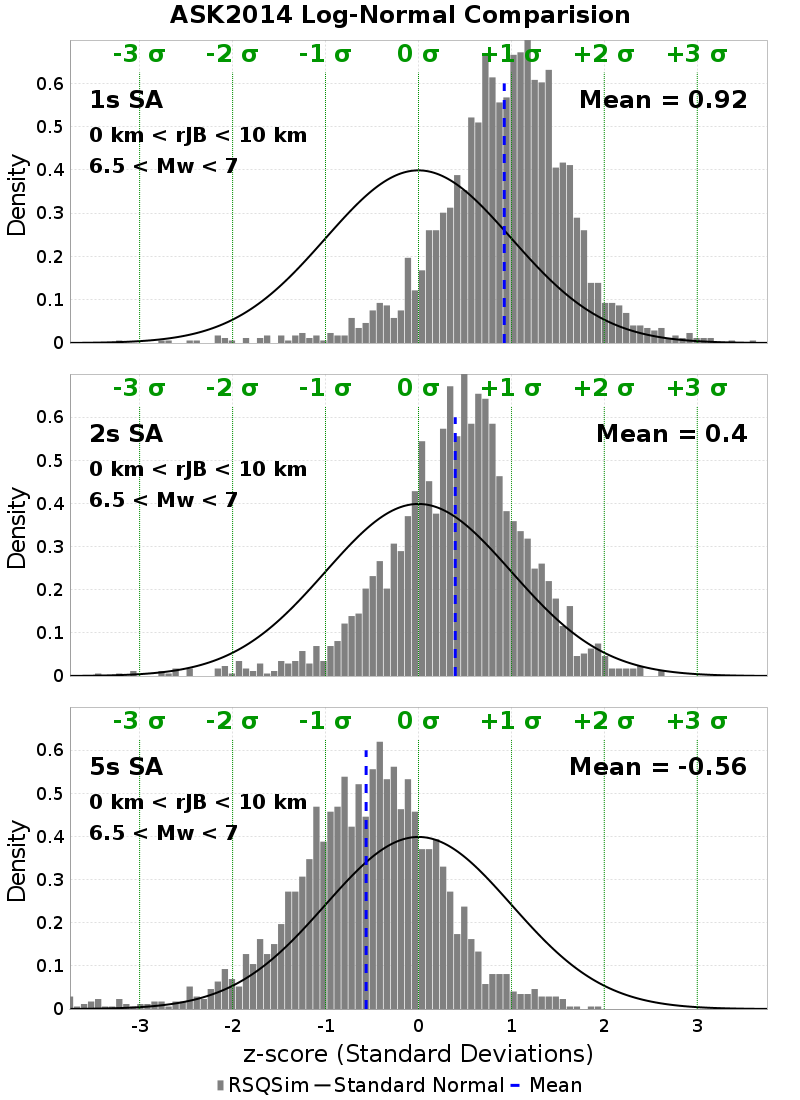 ASK2014 Log-Normal Comparision
-3 σ -2 σ -1 σ 0 σ +1 σ +2 σ +3 σ
1s SA
Mean = 0.92
0 km < rJB < 10 km
6.5 < Mw < 7
Density
0.6
0.5
0.4
0.3
0.2
0.1
0
-3 σ -2 σ -1 σ 0 σ +1 σ +2 σ +3 σ
2s SA
Mean = 0.4
0 km < rJB < 10 km
6.5 < Mw < 7
Density
0.6
0.5
0.4
0.3
0.2
0.1
0
-3 σ -2 σ -1 σ 0 σ +1 σ +2 σ +3 σ
5s SA
Mean = -0.56
0 km < rJB < 10 km
6.5 < Mw < 7
Density
0.6
0.5
0.4
0.3
0.2
0.1
0
-3 -2 -1 0 1 2 3
z-score (Standard Deviations)
RSQSim Standard Normal Mean